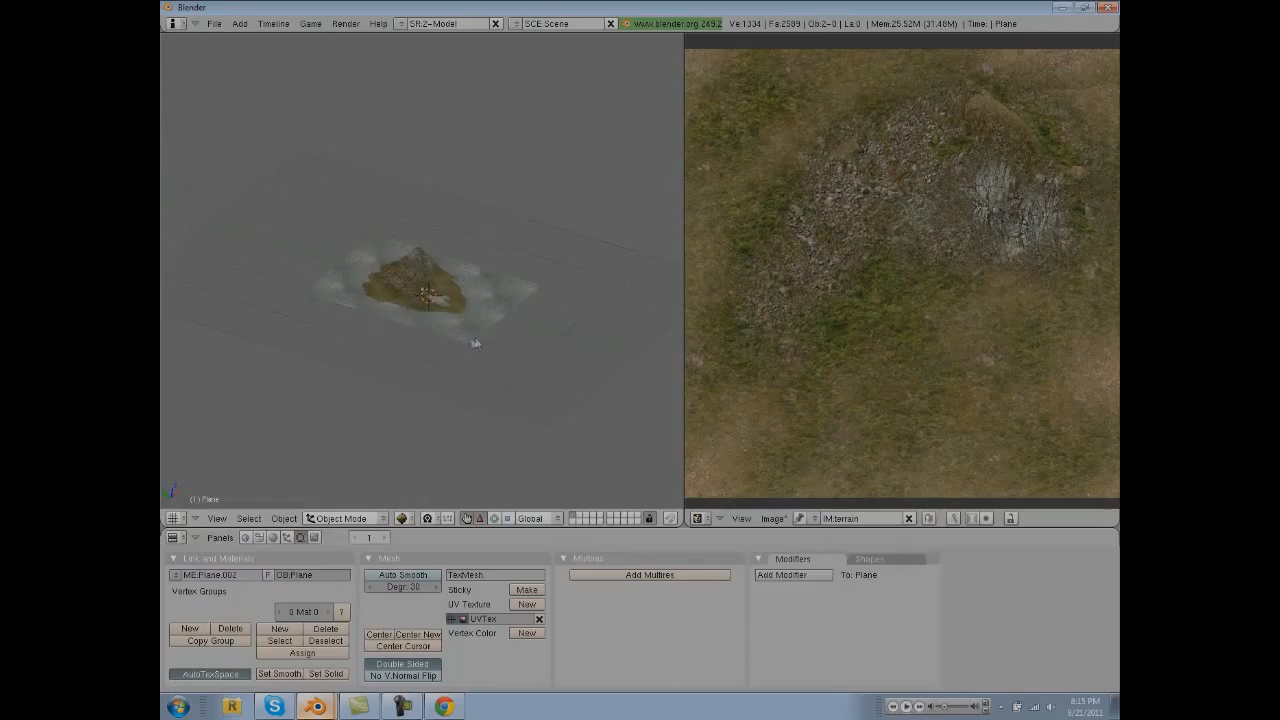 Blender
File Add Timeline Game Render Help SR:2-Model SCE:Scene www.blender.org 249.2 Ve:1334 | Fa:2589 | Ob:2-0 | La:0 | Mem:25.52M (31.48M) | Time: | Plane
(1) Plane
View Select Object Object Mode Global View Image* IM:terrain
Panels 1
Link and Materials Mesh Multires Modifiers Shapes
ME:Plane.002 F OB:Plane Auto Smooth TexMesh: Add Multires Add Modifier To: Plane
Vertex Groups Degr: 30 Sticky Make
UV Texture New
0 Mat 0 ? UVTex
New Delete New Delete Center Center New Vertex Color New
Copy Group Select Deselect Center Cursor
Assign
Double Sided
AutoTexSpace Set Smooth Set Solid No V.Normal Flip
8:15 PM
8/21/2011